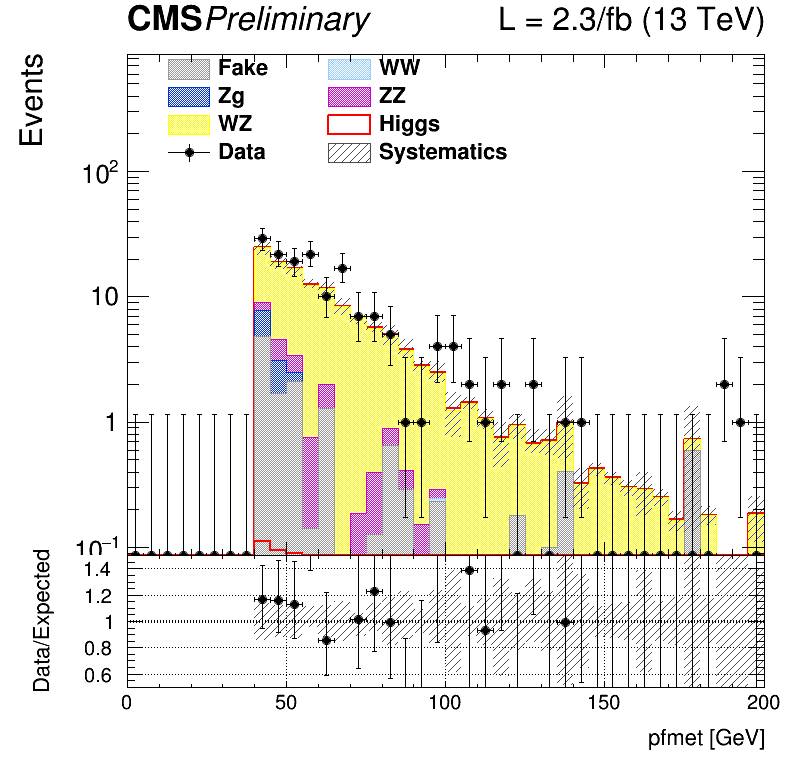 CMS Preliminary L = 2.3/fb (13 TeV)
Events
Fake WW
Zg ZZ
WZ Higgs
Data Systematics
10²
10
1
10⁻¹
Data/Expected
1.4
1.2
1
0.8
0.6
0 50 100 150 200
pfmet [GeV]